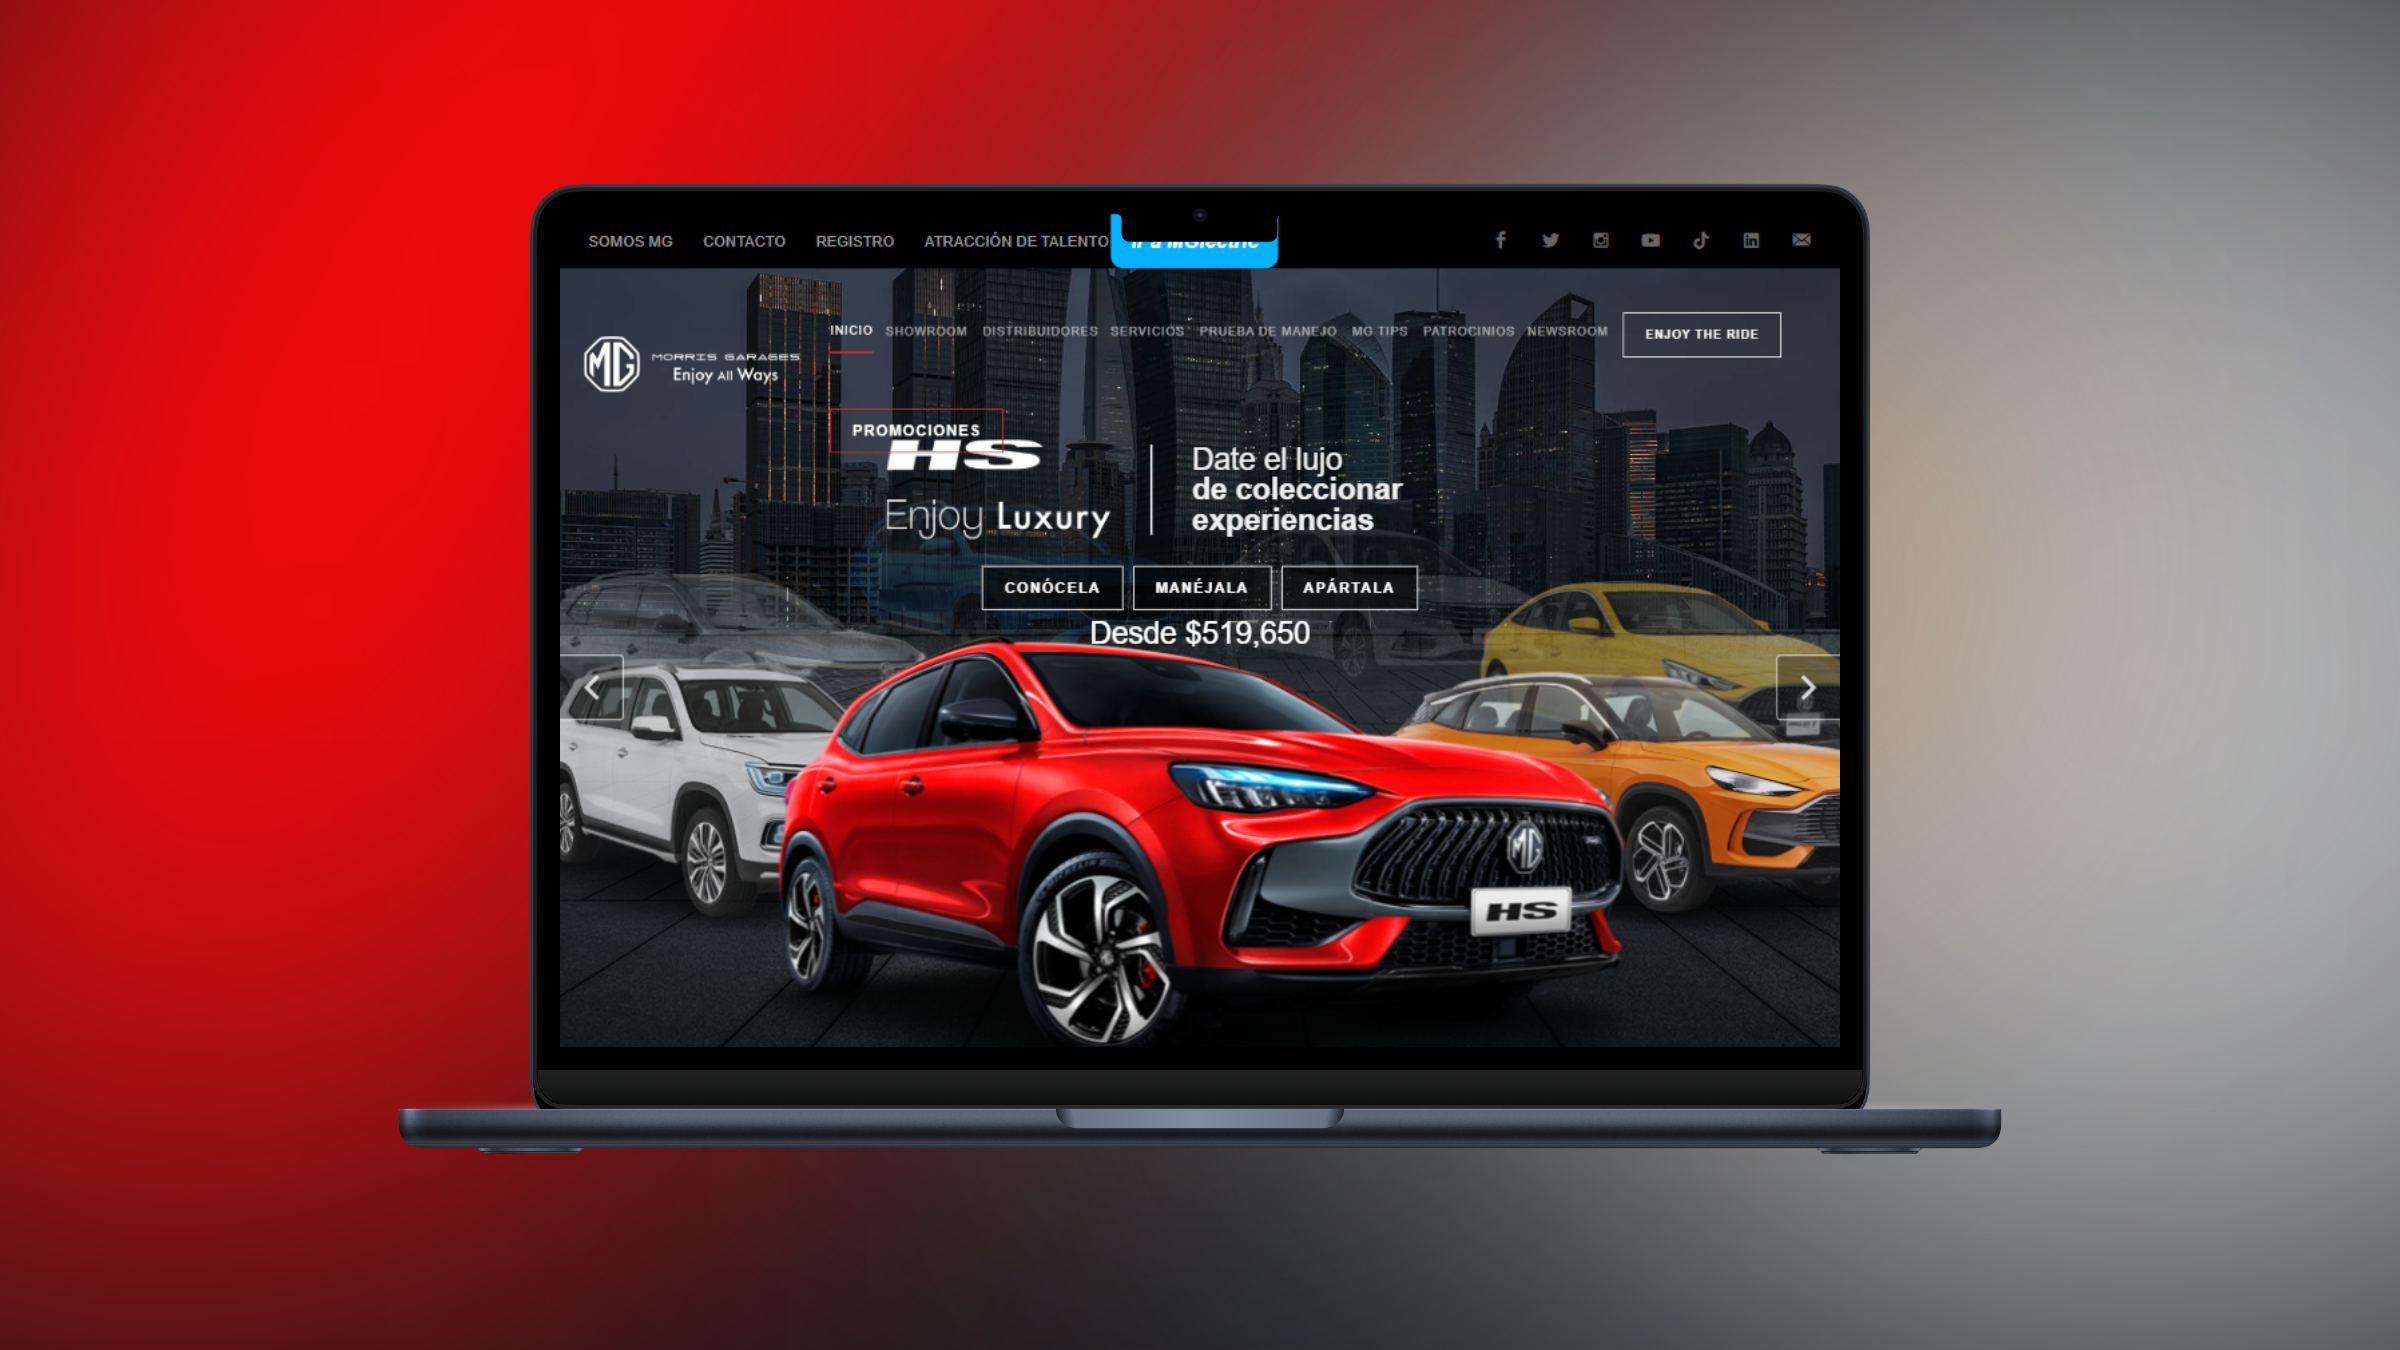 SOMOS MG CONTACTO REGISTRO ATRACCIÓN DE TALENTO
INICIO SHOWROOM DISTRIBUIDORES SERVICIOS PRUEBA DE MANEJO MG TIPS PATROCINIOS NEWSROOM ENJOY THE RIDE
MG MORRIS GARAGES
Enjoy All Ways
PROMOCIONES
HS
Enjoy Luxury
Date el lujo
de coleccionar
experiencias
CONÓCELA MANÉJALA APÁRTALA
Desde $519,650
MG
HS